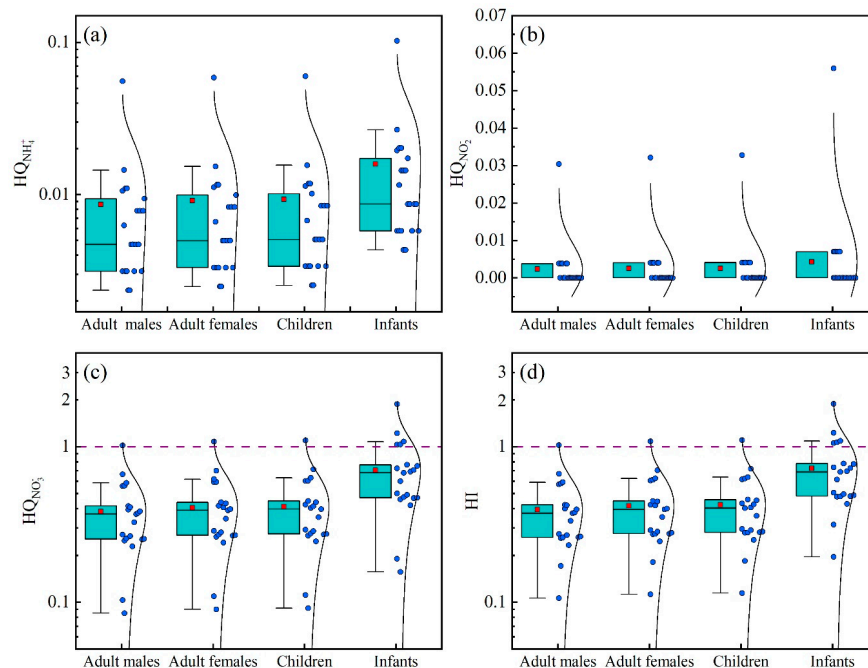 (a)
HQNH₄⁺
0.1
0.01
Adult males Adult females Children Infants
(b)
HQNO₂⁻
0.07
0.06
0.05
0.04
0.03
0.02
0.01
0.00
Adult males Adult females Children Infants
(c)
HQNO₃⁻
3
2
1
0.1
Adult males Adult females Children Infants
(d)
HI
3
2
1
0.1
Adult males Adult females Children Infants